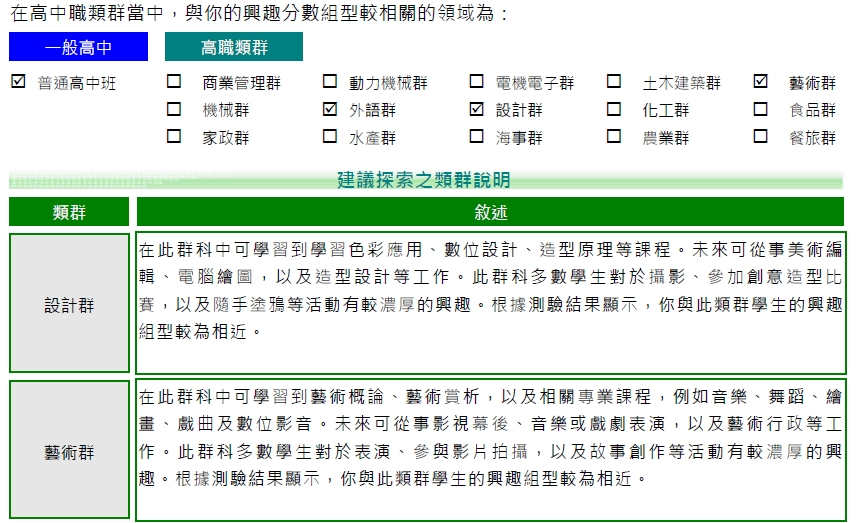 在高中職類群當中，與你的興趣分數組型較相關的領域為：
一般高中 高職類群
☑ 普通高中班 ☐ 商業管理群 ☐ 動力機械群 ☐ 電機電子群 ☐ 土木建築群 ☑ 藝術群
☐ 機械群 ☑ 外語群 ☑ 設計群 ☐ 化工群 ☐ 食品群
☐ 家政群 ☐ 水產群 ☐ 海事群 ☐ 農業群 ☐ 餐旅群
建議探索之類群說明
類群 敘述
設計群
在此群科中可學習到學習色彩應用、數位設計、造型原理等課程。未來可從事美術編
輯、電腦繪圖，以及造型設計等工作。此群科多數學生對於攝影、參加創意造型比
賽，以及隨手塗鴉等活動有較濃厚的興趣。根據測驗結果顯示，你與此類群學生的興趣
組型較為相近。
藝術群
在此群科中可學習到藝術概論、藝術賞析，以及相關專業課程，例如音樂、舞蹈、繪
畫、戲曲及數位影音。未來可從事影視幕後、音樂或戲劇表演，以及藝術行政等工
作。此群科多數學生對於表演、參與影片拍攝，以及故事創作等活動有較濃厚的興
趣。根據測驗結果顯示，你與此類群學生的興趣組型較為相近。